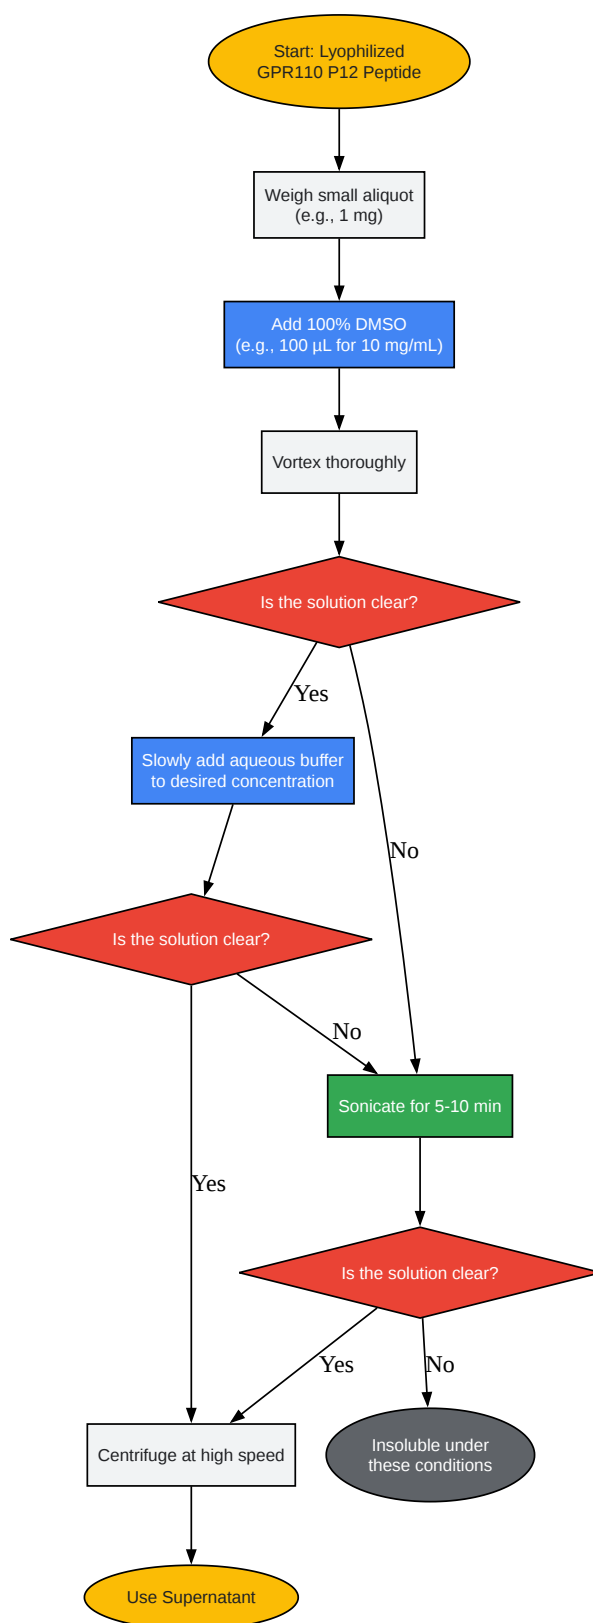 Start: Lyophilized
GPR110 P12 Peptide
Weigh small aliquot
(e.g., 1 mg)
Add 100% DMSO
(e.g., 100 µL for 10 mg/mL)
Vortex thoroughly
Is the solution clear?
Yes
Slowly add aqueous buffer
to desired concentration
No
Is the solution clear?
No
Sonicate for 5-10 min
Yes
Is the solution clear?
Yes
No
Centrifuge at high speed
Insoluble under
these conditions
Use Supernatant